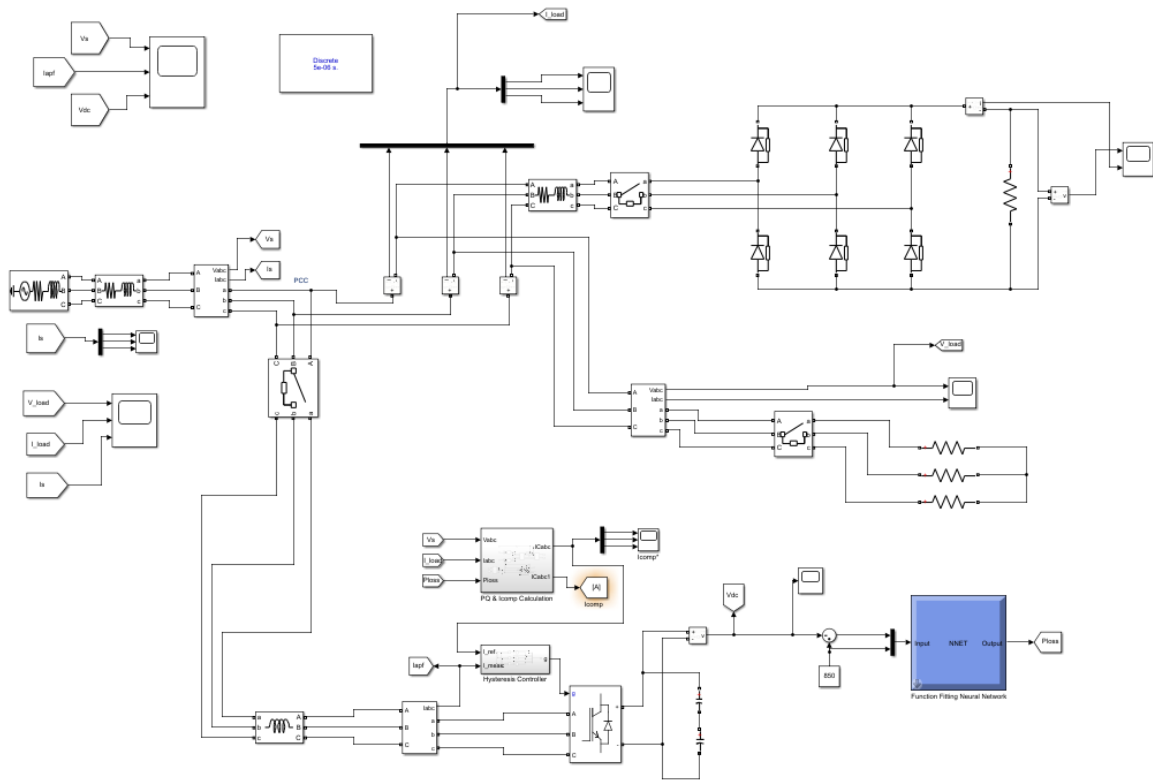 I_load
Vs
Discrete
5e-06 s.
Iapf
Vdc
A
B
C
a
b
c
A
B
C
a
b
c
i
+
-
+
-
v
Vs
Is
PCC
A
B
C
A
B
C
a
b
c
A
B
C
Vabc
Iabc
a
b
c
Is
C
B
A
c
b
a
V_load
I_load
Is
V_load
A
B
C
Vabc
Iabc
a
b
c
A
B
C
a
b
c
Vs
I_load
Ploss
Vabc
Iabc
Ploss
ICabc
ICabc1
PQ & Icomp Calculation
Icomp*
[A]
Icomp
Vdc
+
-
v
850
Input
NNET
Output
Function Fitting Neural Network
Ploss
I_ref
I_meas
g
Hysteresis Controller
Iapf
a
b
c
A
B
C
Iabc
A
B
C
a
b
c
g
A
B
C
+
-